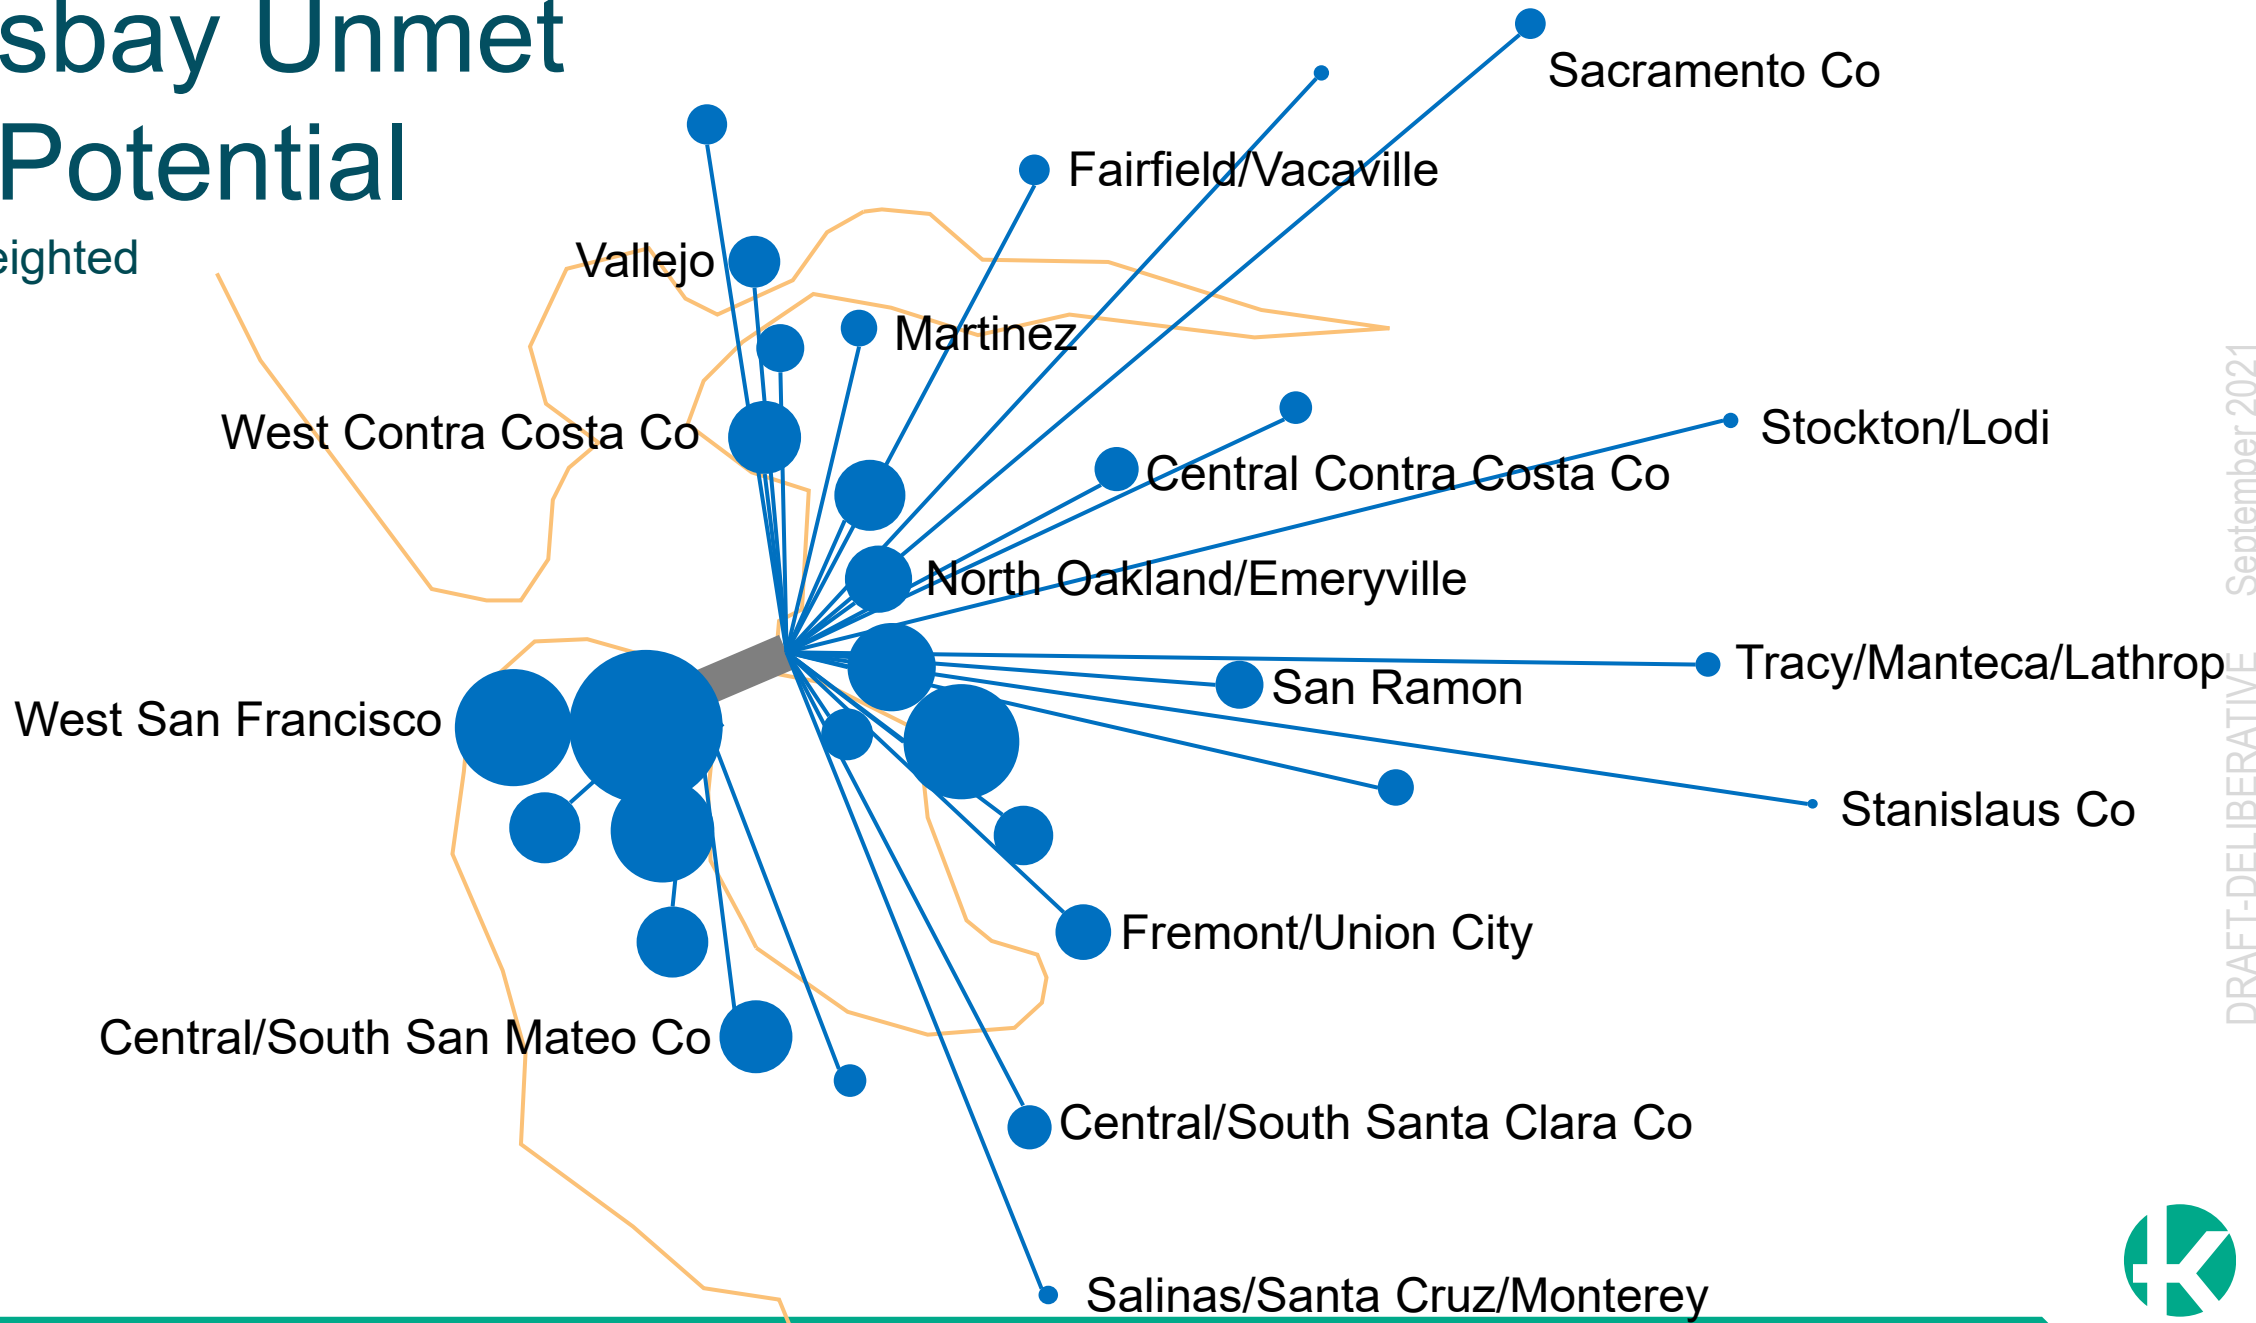 sbay Unmet
Potential
eighted
Sacramento Co
Fairfield/Vacaville
Vallejo
Martinez
West Contra Costa Co
Stockton/Lodi
Central Contra Costa Co
North Oakland/Emeryville
Tracy/Manteca/Lathrop
San Ramon
West San Francisco
Stanislaus Co
Fremont/Union City
Central/South San Mateo Co
Central/South Santa Clara Co
Salinas/Santa Cruz/Monterey
DRAFT-DELIBERATIVE September 2021
K